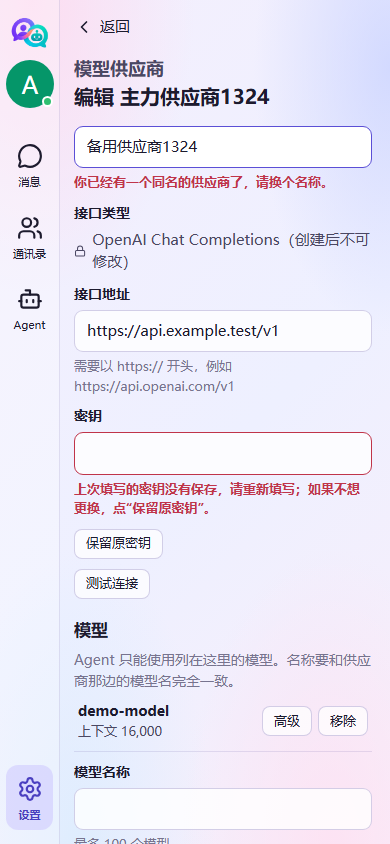 返回
A
模型供应商
编辑 主力供应商1324
备用供应商1324
你已经有一个同名的供应商了，请换个名称。
消息
接口类型
OpenAI Chat Completions（创建后不可
修改）
通讯录
接口地址
https://api.example.test/v1
Agent
需要以 https:// 开头，例如
https://api.openai.com/v1
密钥
上次填写的密钥没有保存，请重新填写；如果不想
更换，点“保留原密钥”。
保留原密钥
测试连接
模型
Agent 只能使用列在这里的模型。名称要和供应
商那边的模型名完全一致。
demo-model
上下文 16,000
高级
移除
模型名称
设置
最多 100 个模型